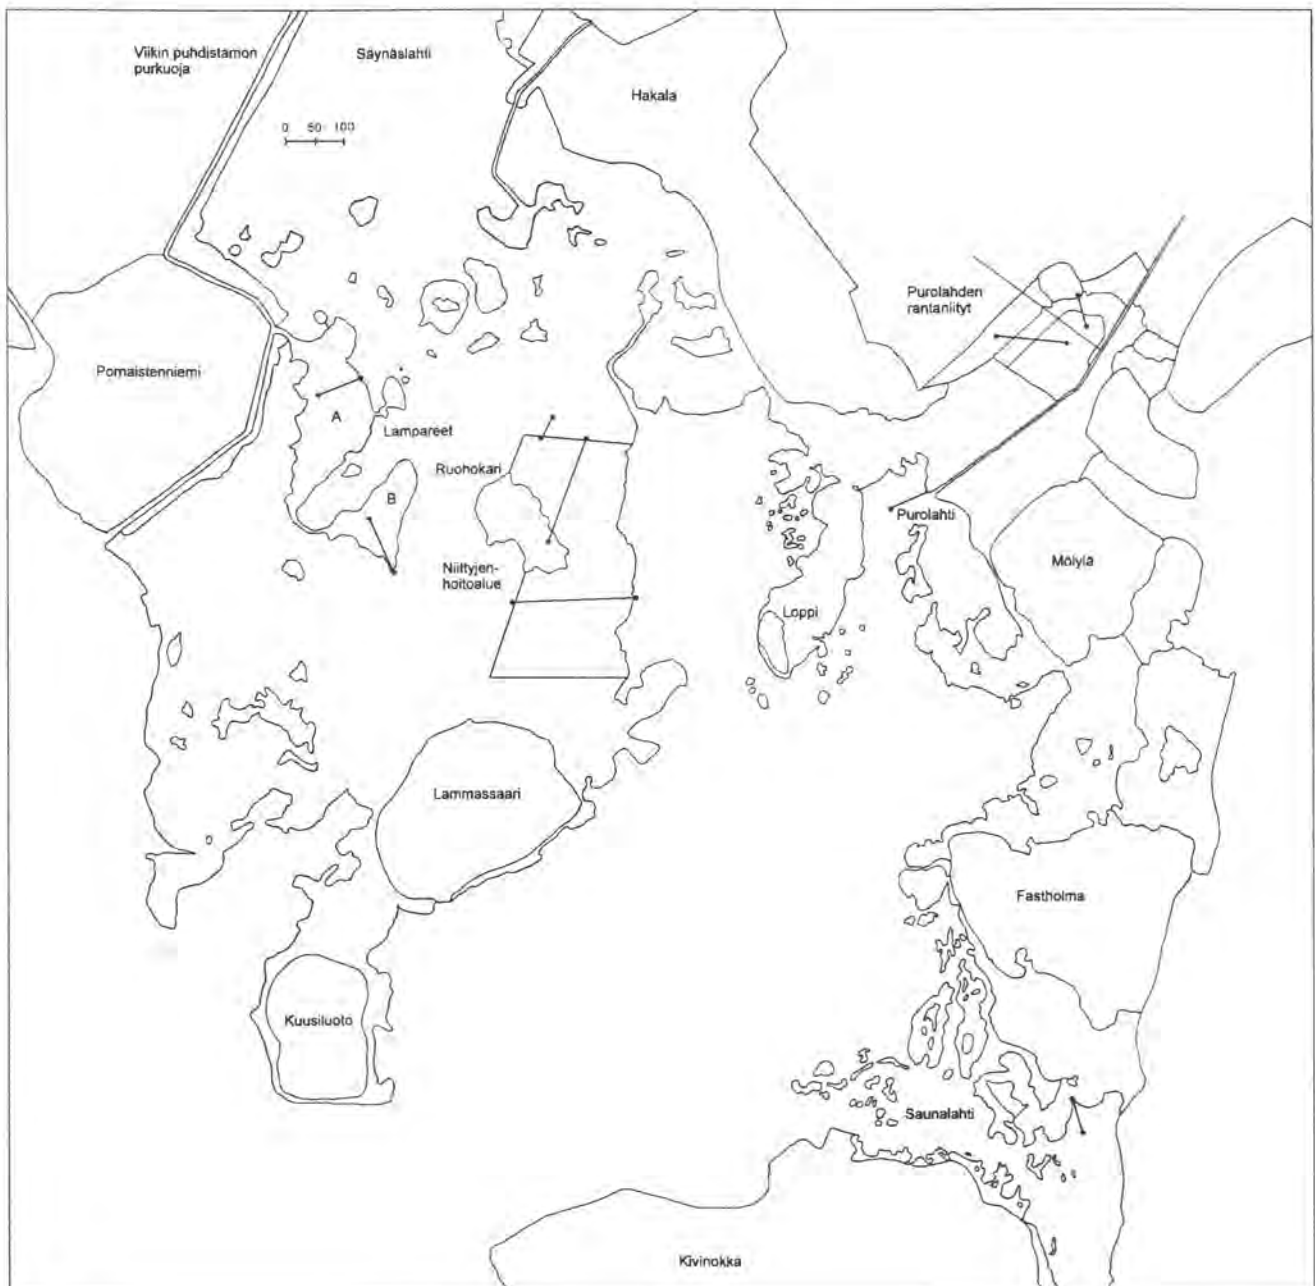 Viikin puhdistamon
purkuoja
Säynäslahti
Hakala
0 50 100
Purolahden
rantaniityt
Pornaistenniemi
A
Lampareet
Ruohokari
B
Purolahti
Niittyjen-
hoitoalue
Mölylä
Loppi
Lammassaari
Fastholma
Kuusiluoto
Saunalahti
Kivinokka